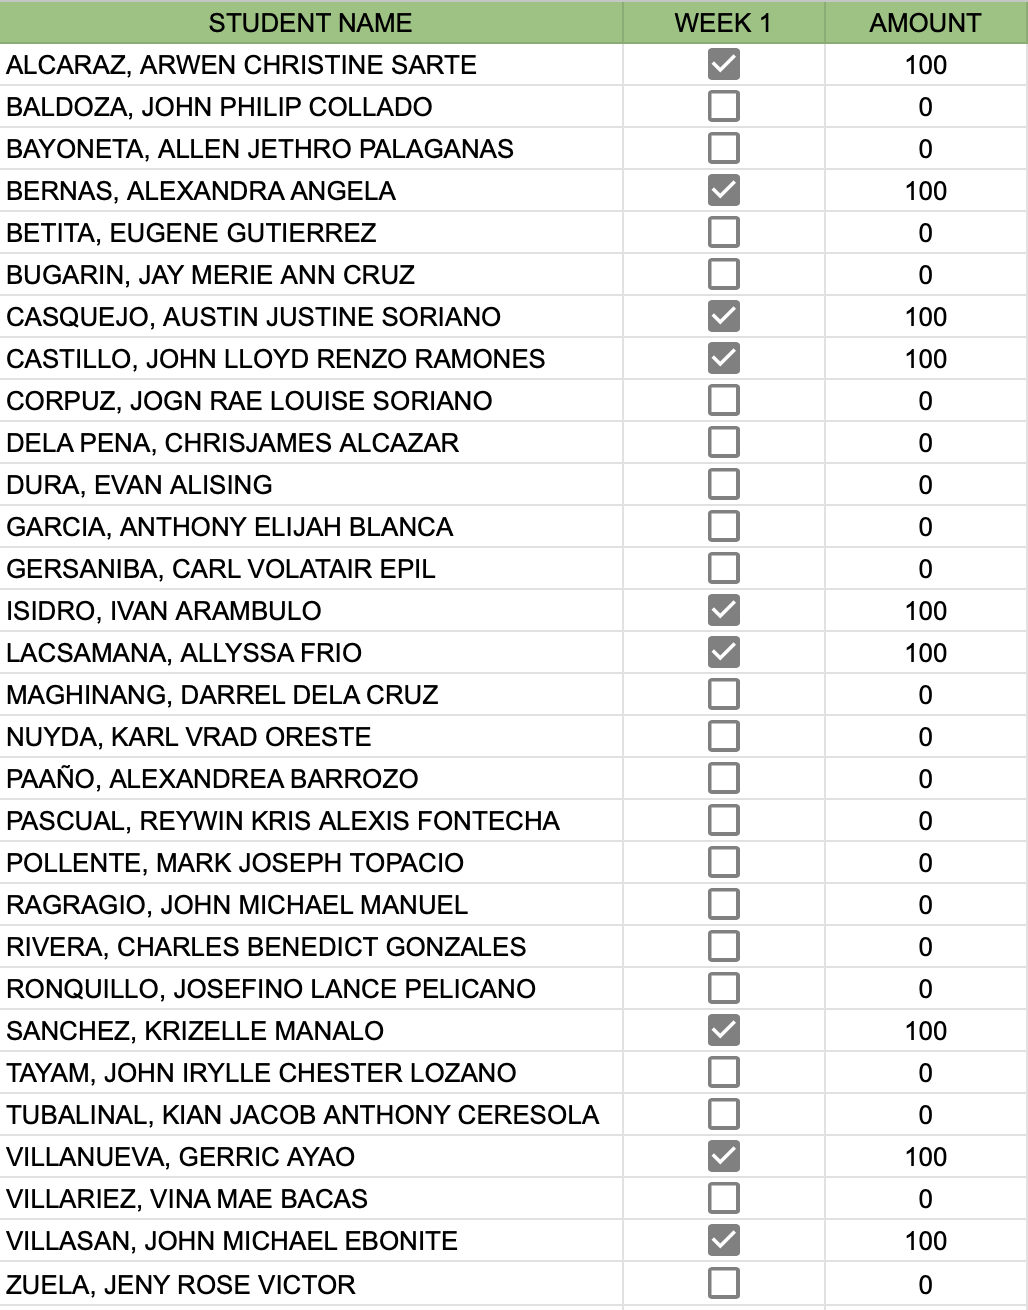 STUDENT NAME WEEK 1 AMOUNT
ALCARAZ, ARWEN CHRISTINE SARTE 100
BALDOZA, JOHN PHILIP COLLADO 0
BAYONETA, ALLEN JETHRO PALAGANAS 0
BERNAS, ALEXANDRA ANGELA 100
BETITA, EUGENE GUTIERREZ 0
BUGARIN, JAY MERIE ANN CRUZ 0
CASQUEJO, AUSTIN JUSTINE SORIANO 100
CASTILLO, JOHN LLOYD RENZO RAMONES 100
CORPUZ, JOGN RAE LOUISE SORIANO 0
DELA PENA, CHRISJAMES ALCAZAR 0
DURA, EVAN ALISING 0
GARCIA, ANTHONY ELIJAH BLANCA 0
GERSANIBA, CARL VOLATAIR EPIL 0
ISIDRO, IVAN ARAMBULO 100
LACSAMANA, ALLYSSA FRIO 100
MAGHINANG, DARREL DELA CRUZ 0
NUYDA, KARL VRAD ORESTE 0
PAAÑO, ALEXANDREA BARROZO 0
PASCUAL, REYWIN KRIS ALEXIS FONTECHA 0
POLLENTE, MARK JOSEPH TOPACIO 0
RAGRAGIO, JOHN MICHAEL MANUEL 0
RIVERA, CHARLES BENEDICT GONZALES 0
RONQUILLO, JOSEFINO LANCE PELICANO 0
SANCHEZ, KRIZELLE MANALO 100
TAYAM, JOHN IRYLLE CHESTER LOZANO 0
TUBALINAL, KIAN JACOB ANTHONY CERESOLA 0
VILLANUEVA, GERRIC AYAO 100
VILLARIEZ, VINA MAE BACAS 0
VILLASAN, JOHN MICHAEL EBONITE 100
ZUELA, JENY ROSE VICTOR 0